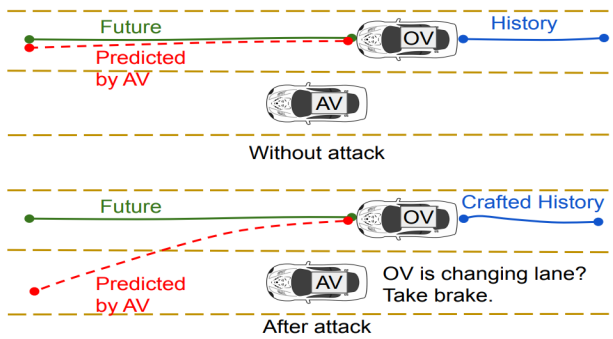 Future
History
OV
Predicted
by AV
AV
Without attack
Future
Crafted History
OV
Predicted
by AV
AV
OV is changing lane?
Take brake.
After attack